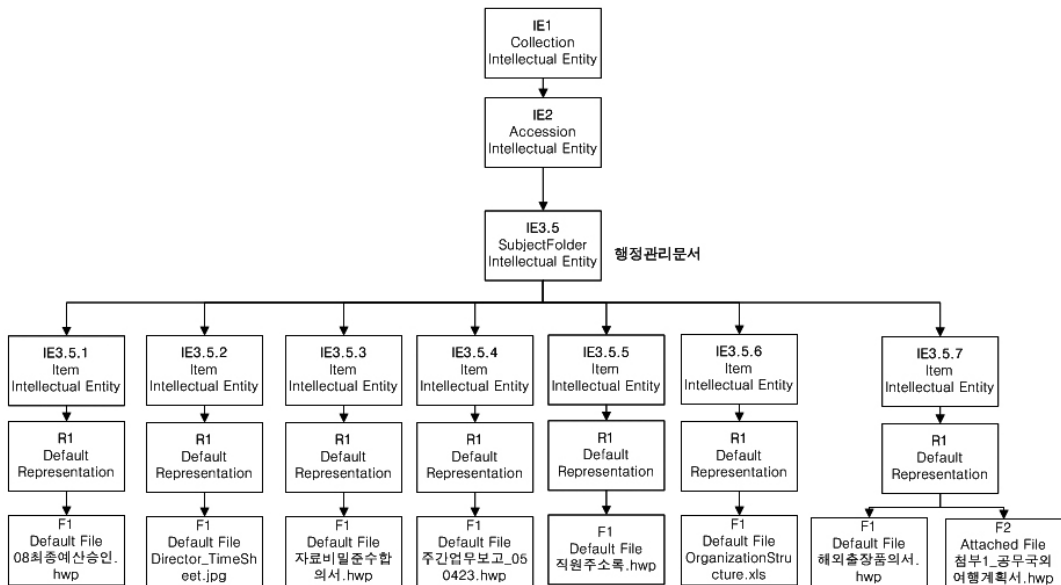 IE1
Collection
Intellectual Entity
IE2
Accession
Intellectual Entity
IE3.5
SubjectFolder
Intellectual Entity
행정관리문서
IE3.5.1
Item
Intellectual Entity
IE3.5.2
Item
Intellectual Entity
IE3.5.3
Item
Intellectual Entity
IE3.5.4
Item
Intellectual Entity
IE3.5.5
Item
Intellectual Entity
IE3.5.6
Item
Intellectual Entity
IE3.5.7
Item
Intellectual Entity
R1
Default
Representation
R1
Default
Representation
R1
Default
Representation
R1
Default
Representation
R1
Default
Representation
R1
Default
Representation
R1
Default
Representation
F1
Default File
08최종예산승인.
hwp
F1
Default File
Director_TimeShe
et.jpg
F1
Default File
자료비밀준수합
의서.hwp
F1
Default File
주간업무보고_05
0423.hwp
F1
Default File
직원주소록.hwp
F1
Default File
OrganizationStru
cture.xls
F1
Default File
해외출장품의서.
hwp
F2
Attached File
첨부1_공무국외
여행계획서.hwp